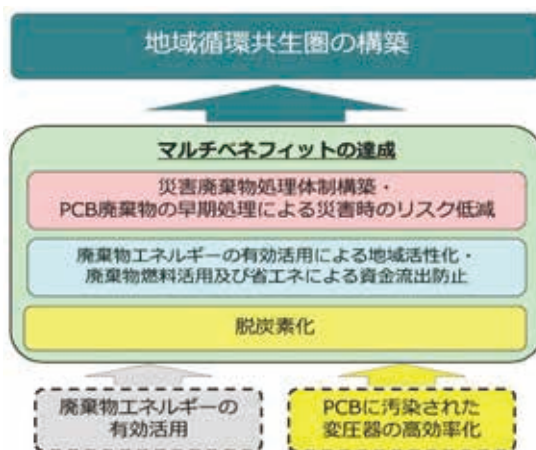 地域循環共生圏の構築
マルチベネフィットの達成
災害廃棄物処理体制構築・
PCB廃棄物の早期処理による災害時のリスク低減
廃棄物エネルギーの有効活用による地域活性化・
廃棄物燃料活用及び省エネによる資金流出防止
脱炭素化
廃棄物エネルギーの
有効活用
PCBに汚染された
変圧器の高効率化